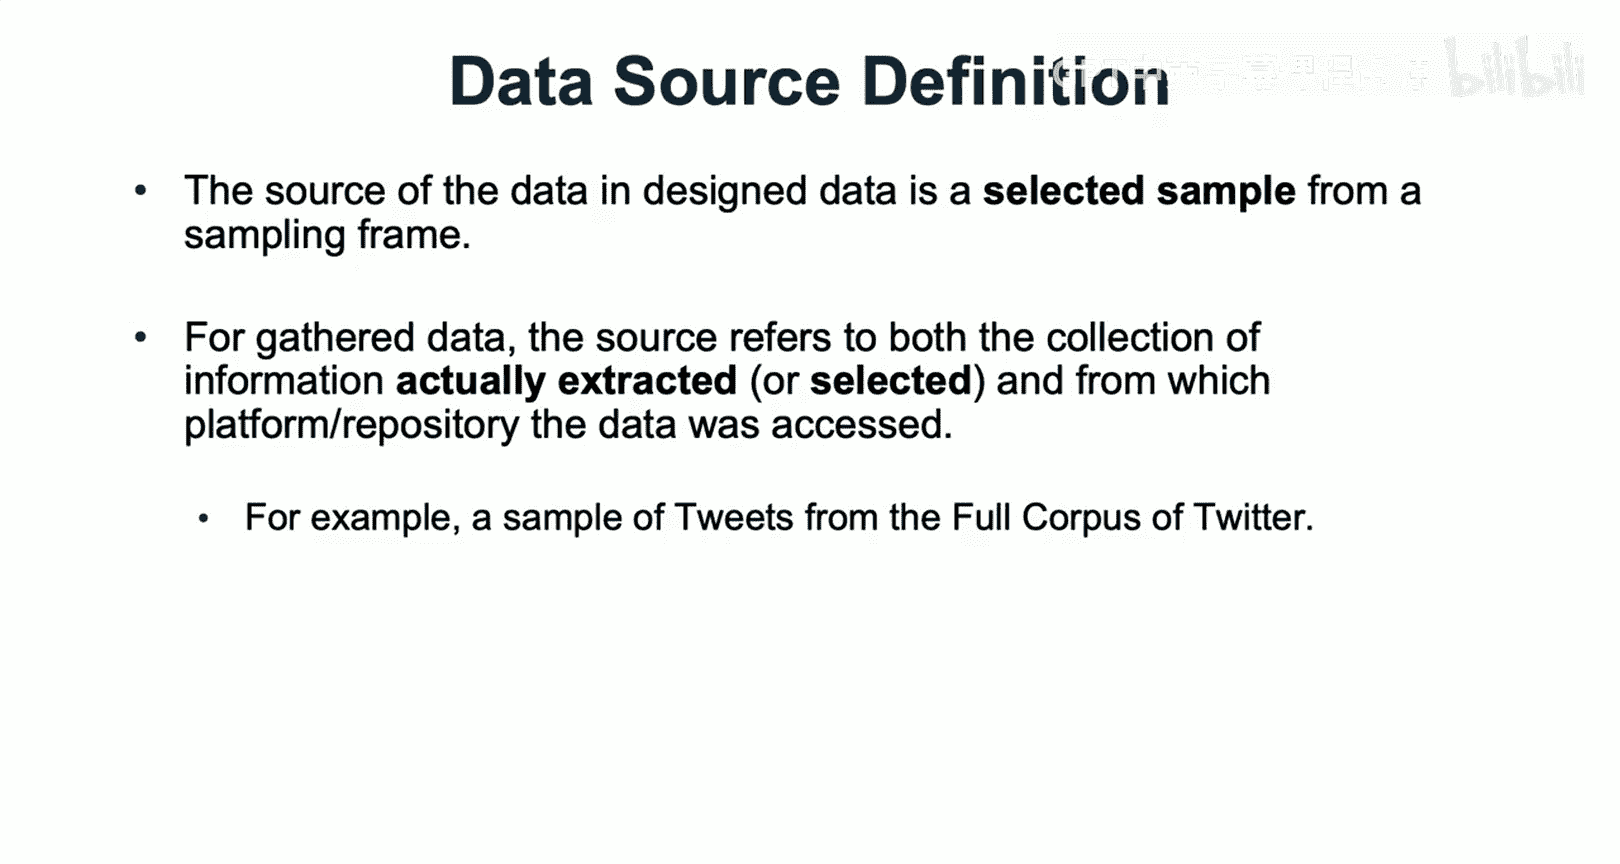 Data Source Definition
bilibili
• The source of the data in designed data is a selected sample from a
sampling frame.
• For gathered data, the source refers to both the collection of
information actually extracted (or selected) and from which
platform/repository the data was accessed.
• For example, a sample of Tweets from the Full Corpus of Twitter.